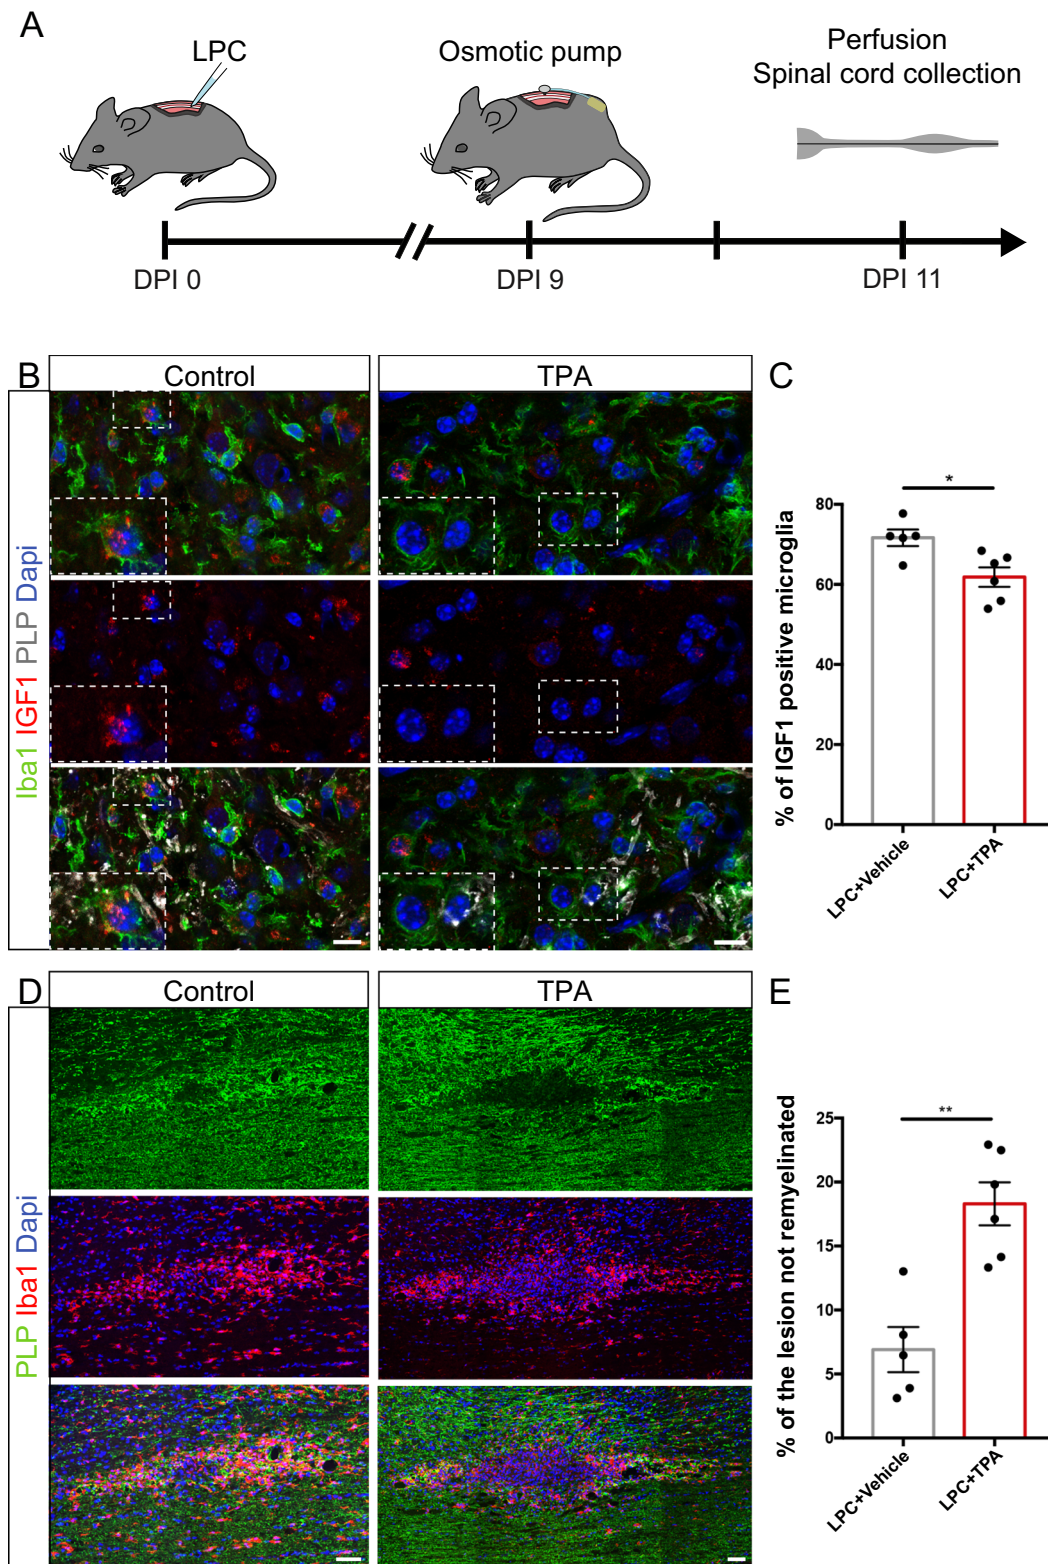 A
LPC
Osmotic pump
Perfusion
Spinal cord collection
DPI 0
DPI 9
DPI 11
B
Control
TPA
Iba1 IGF1 PLP Dapi
C
*
% of IGF1 positive microglia
80
60
40
20
0
LPC+Vehicle
LPC+TPA
D
Control
TPA
PLP Iba1 Dapi
E
**
% of the lesion not remyelinated
25
20
15
10
5
0
LPC+Vehicle
LPC+TPA